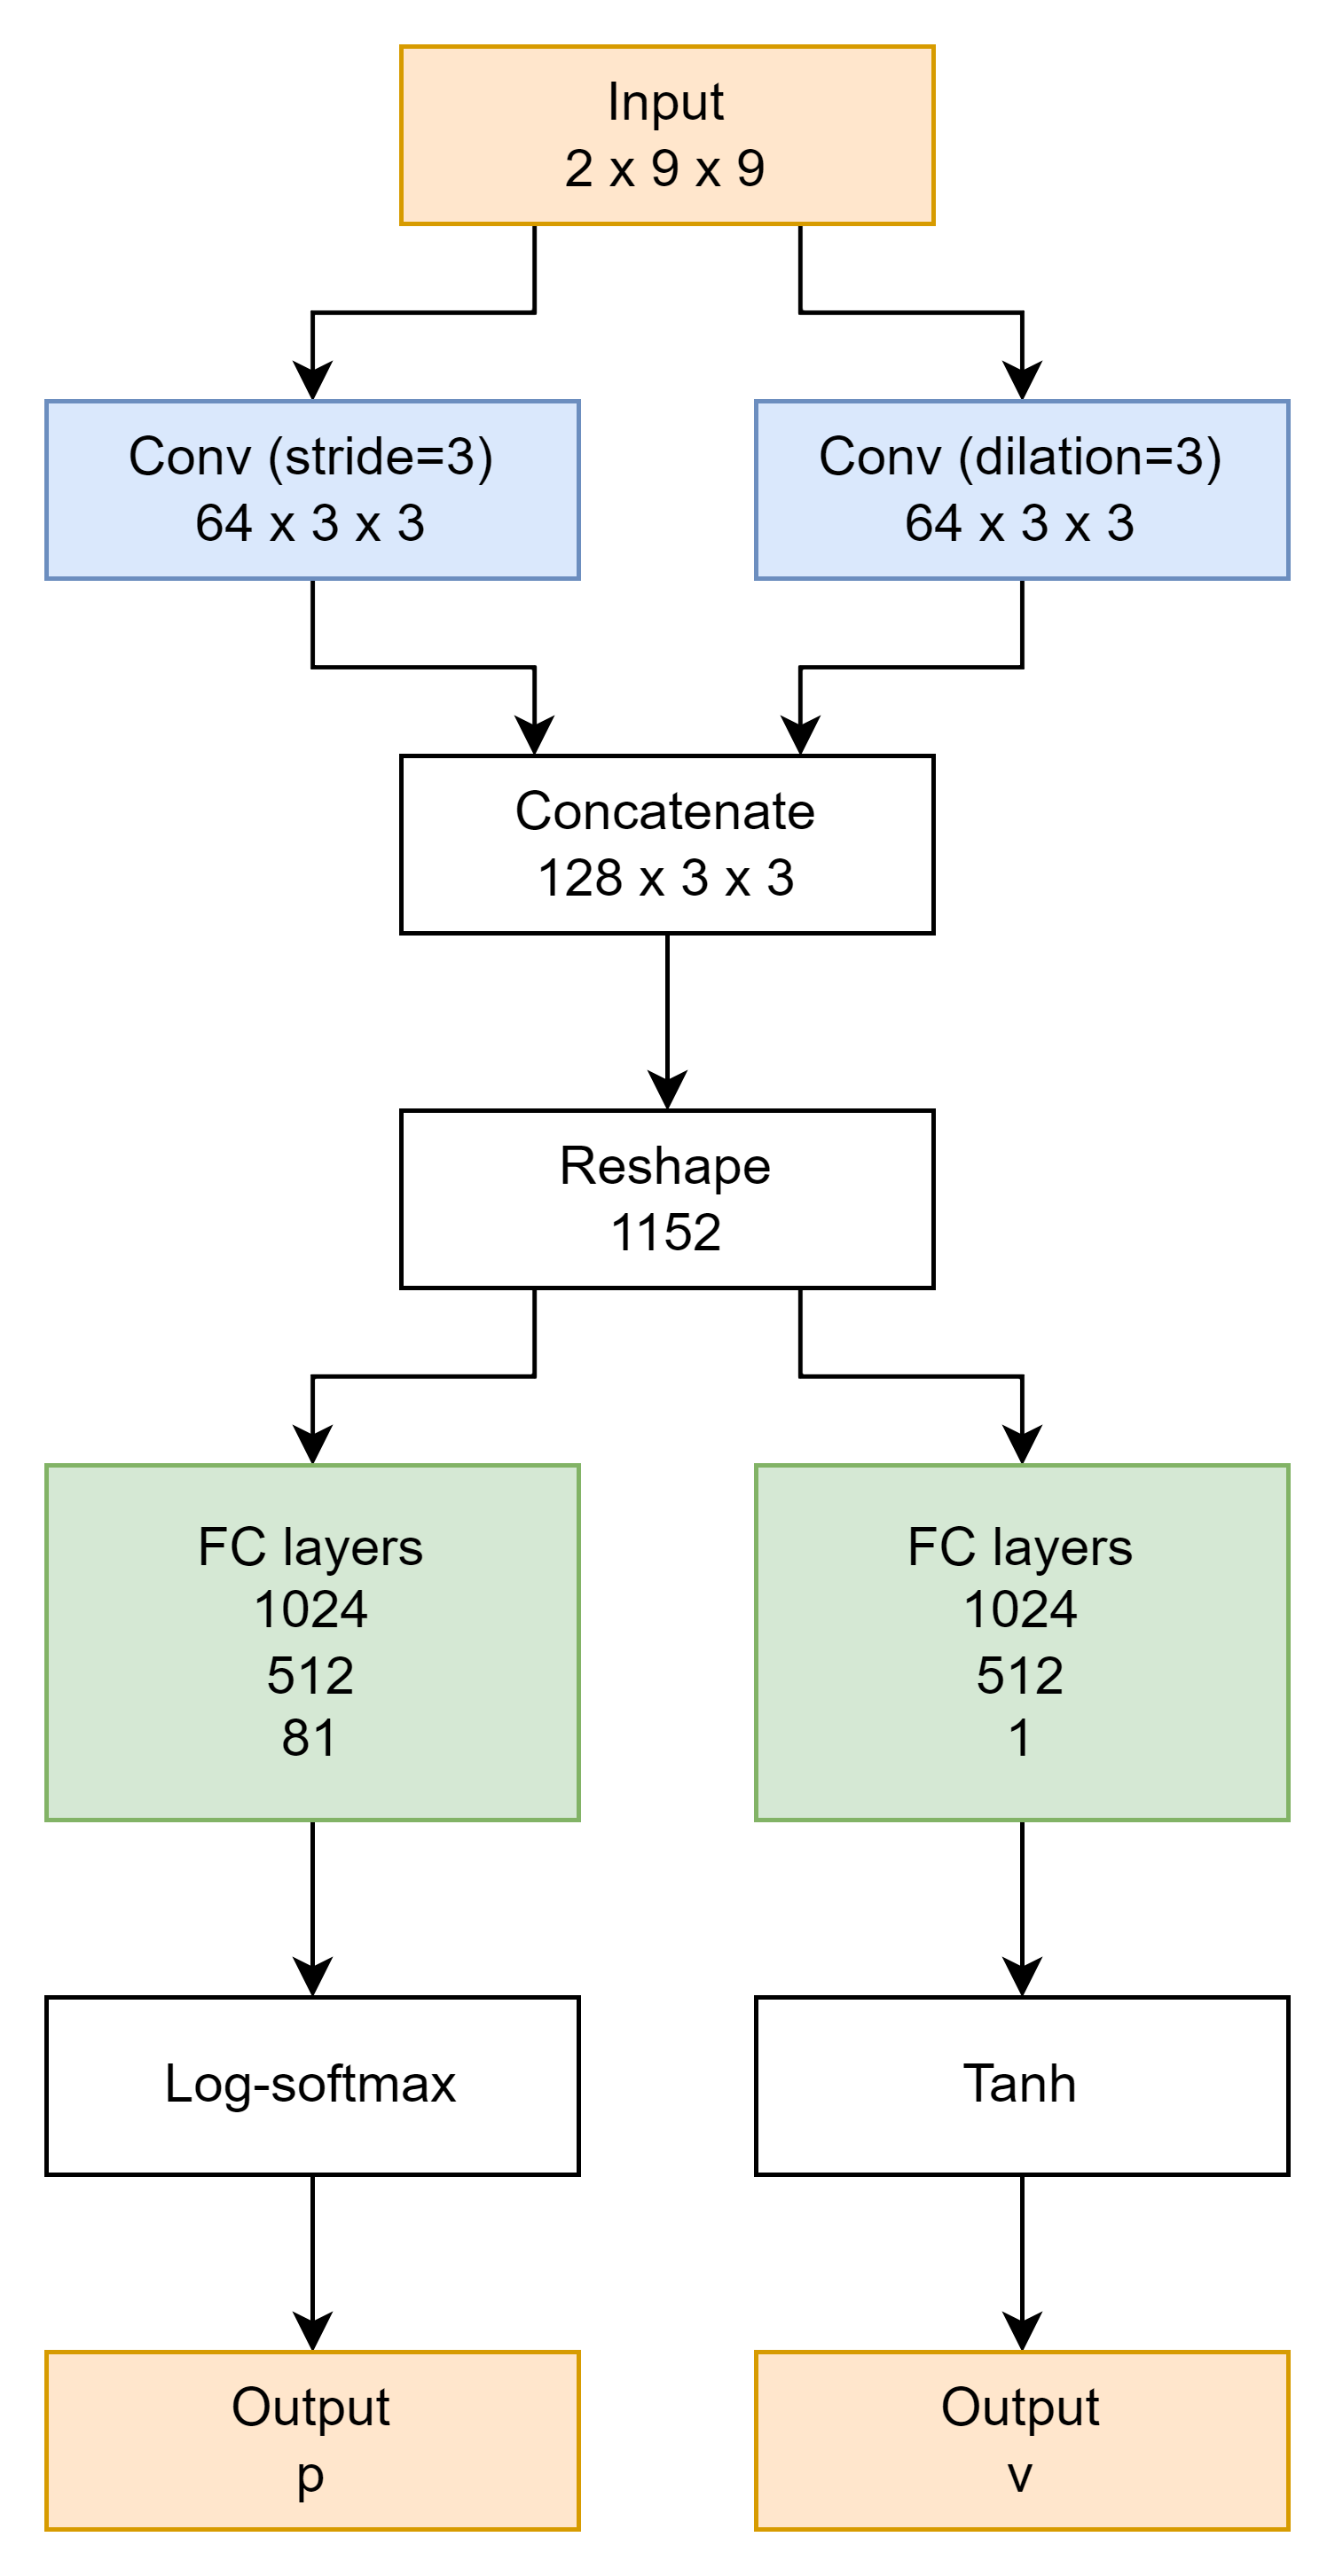 Input
2 x 9 x 9
Conv (stride=3)
64 x 3 x 3
Conv (dilation=3)
64 x 3 x 3
Concatenate
128 x 3 x 3
Reshape
1152
FC layers
1024
512
81
FC layers
1024
512
1
Log-softmax
Tanh
Output
p
Output
v